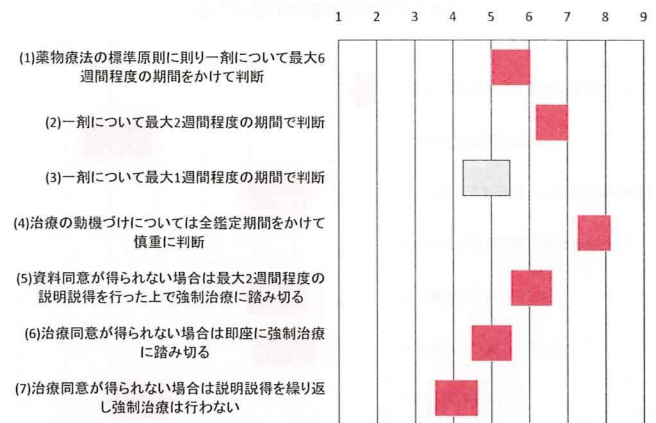 1 2 3 4 5 6 7 8 9
(1)薬物療法の標準原則に則り一剤について最大6
週間程度の期間をかけて判断
(2)一剤について最大2週間程度の期間で判断
(3)一剤について最大1週間程度の期間で判断
(4)治療の動機づけについては全鑑定期間をかけて
慎重に判断
(5)資料同意が得られない場合は最大2週間程度の
説明説得を行った上で強制治療に踏み切る
(6)治療同意が得られない場合は即座に強制治療
に踏み切る
(7)治療同意が得られない場合は説明説得を繰り返
し強制治療は行わない